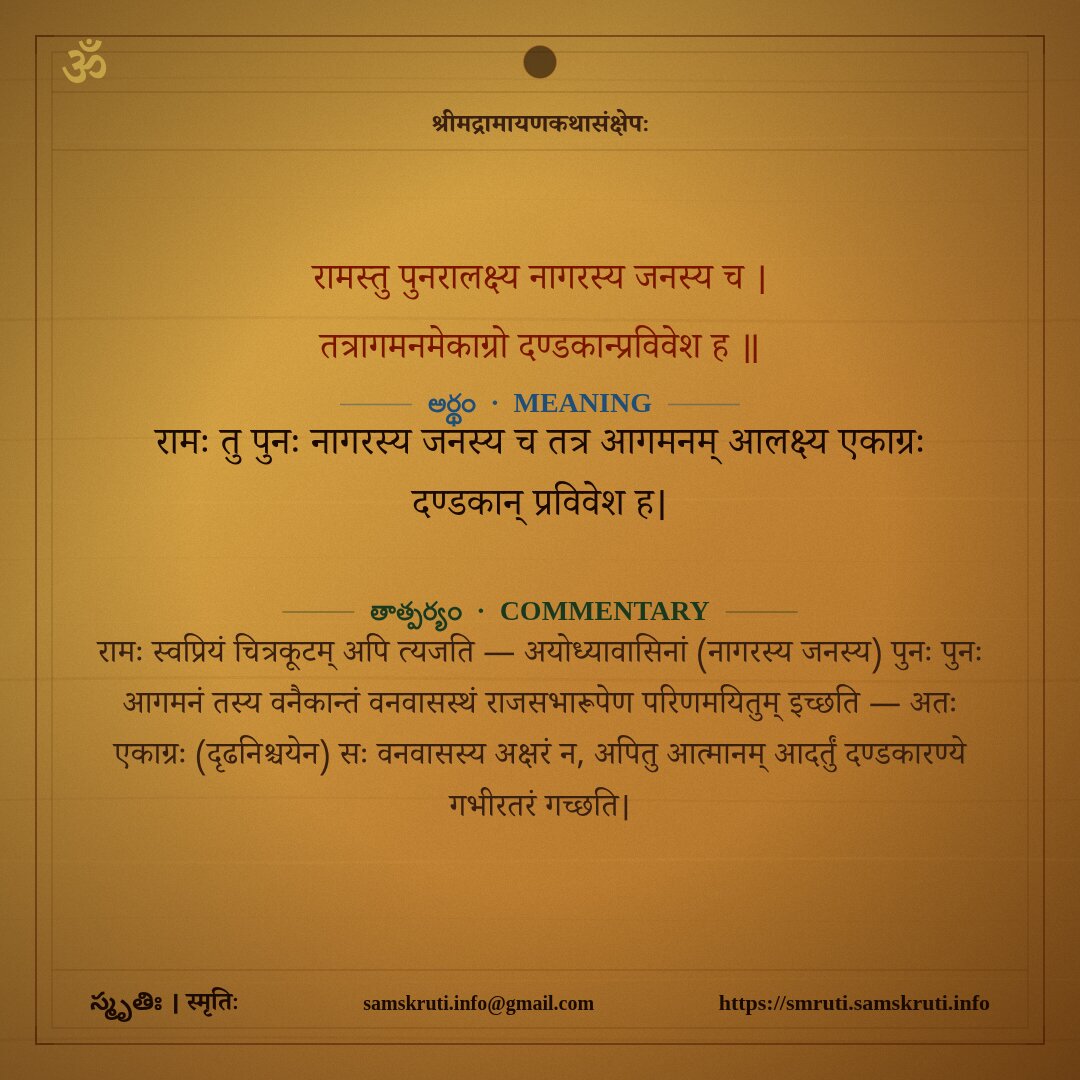 ॐ
श्रीमद्रामायणकथासंक्षेपः
रामस्तु पुनरालक्ष्य नागरस्य जनस्य च |
तत्रागमनमेकाग्रो दण्डकान्प्रविवेश ह ||
అర్థం · MEANING
रामः तु पुनः नागरस्य जनस्य च तत्र आगमनम् आलक्ष्य एकाग्रः
दण्डकान् प्रविवेश ह|
తాత్పర్యం · COMMENTARY
रामः स्वप्रियं चित्रकूटम् अपि त्यजति — अयोध्यावासिनां (नागरस्य जनस्य) पुनः पुनः
आगमनं तस्य वनैकान्तं वनवासस्थं राजसभारूपेण परिणमयितुम् इच्छति — अतः
एकाग्रः (दृढनिश्चयेन) सः वनवासस्य अक्षरं न, अपितु आत्मानम् आदर्तुं दण्डकारण्ये
गभीरतरं गच्छति|
స్మృతిః | स्मृतिः samskruti.info@gmail.com https://smruti.samskruti.info